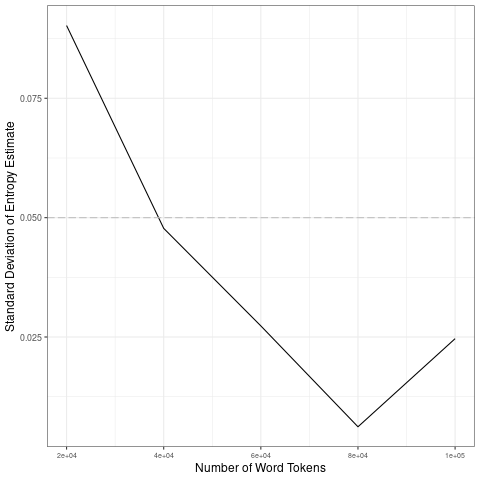 Standard Deviation of Entropy Estimate
0.075
0.050
0.025
2e+04 4e+04 6e+04 8e+04 1e+05
Number of Word Tokens